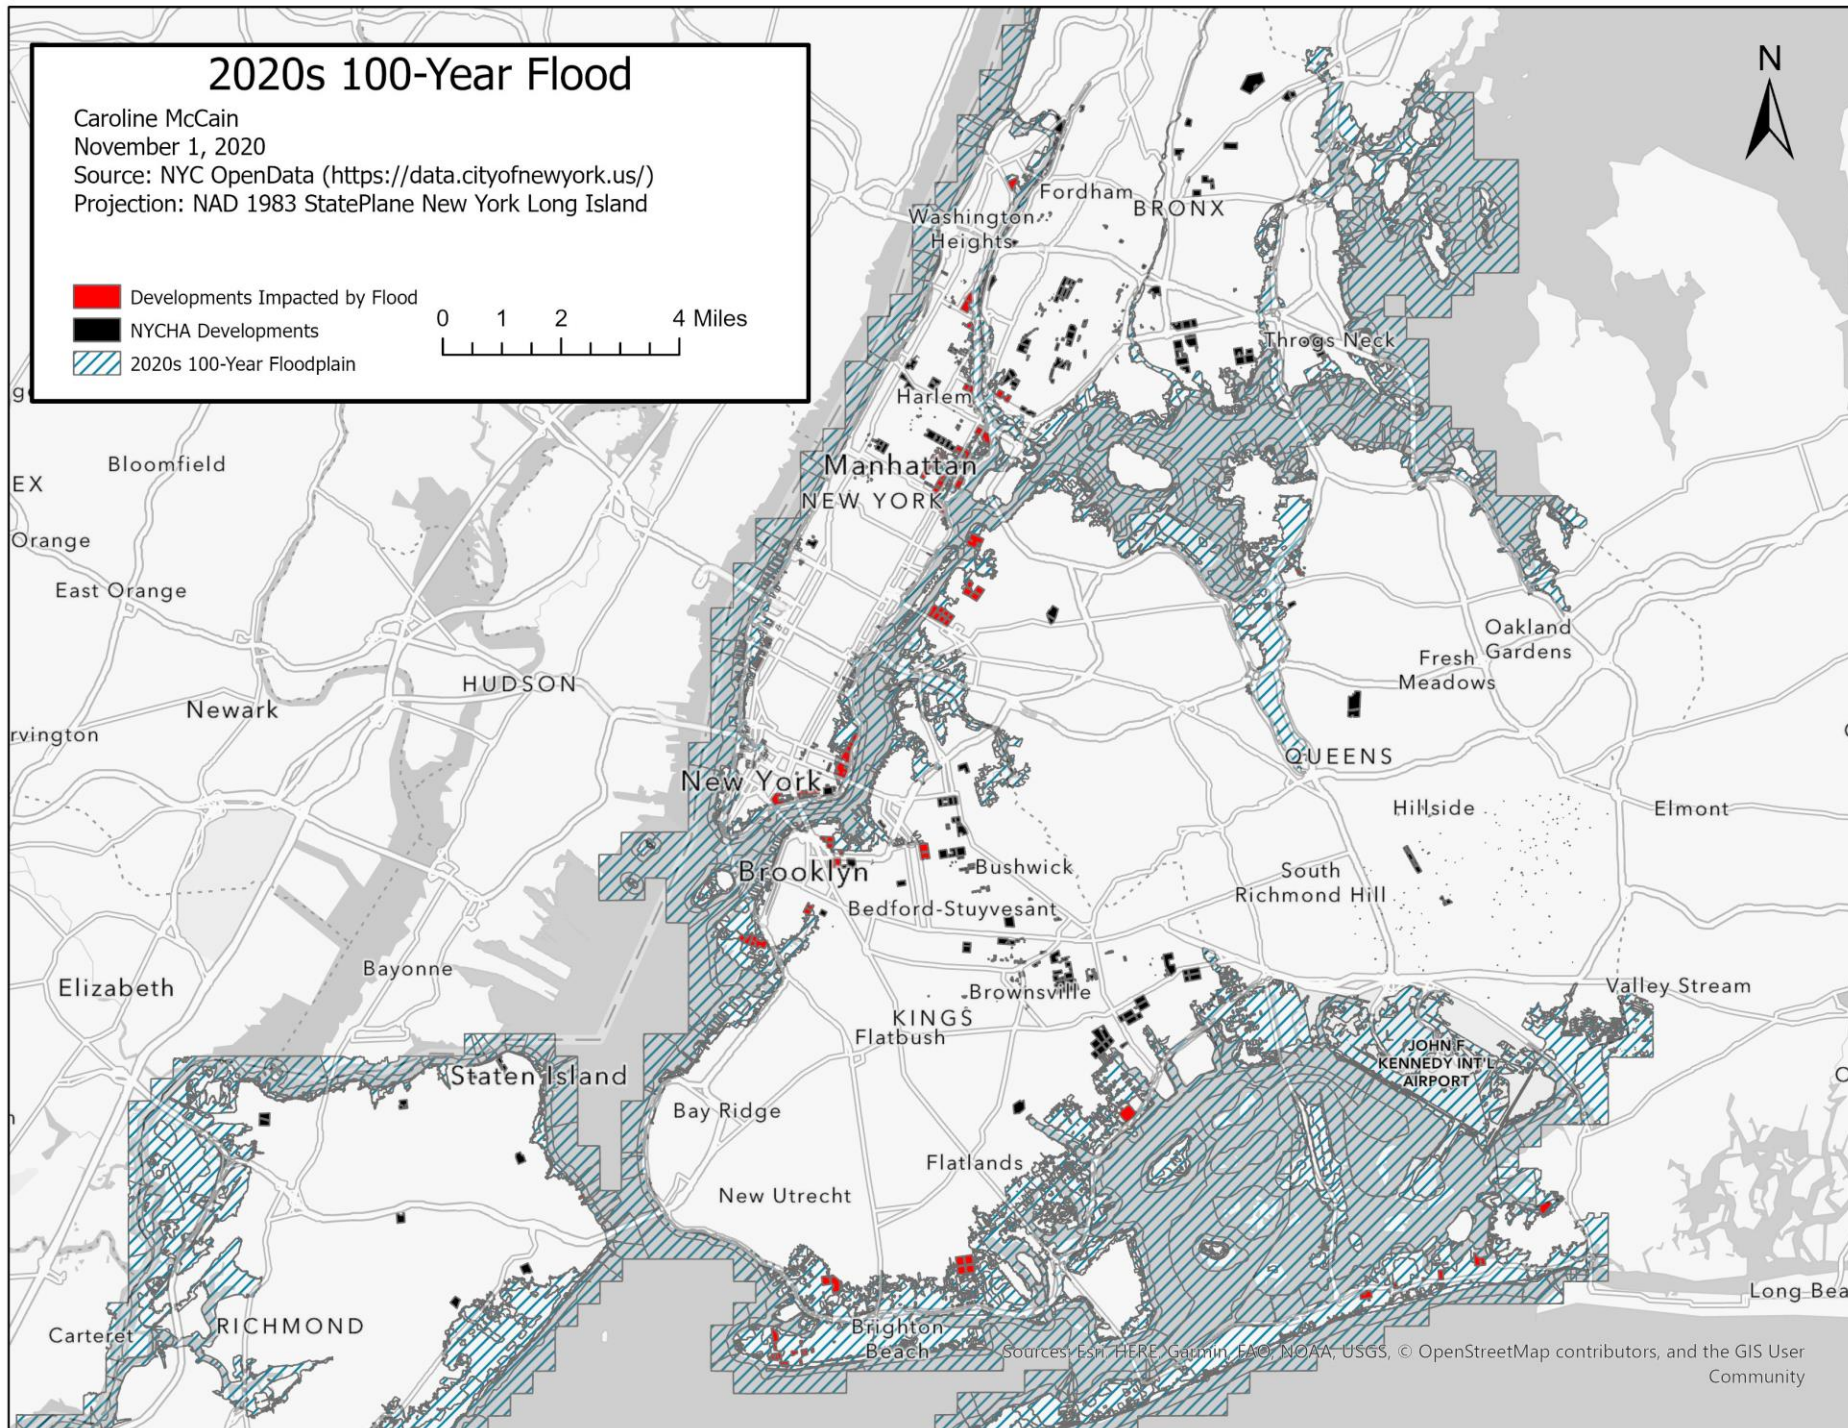 2020s 100-Year Flood
Caroline McCain
November 1, 2020
Source: NYC OpenData (https://data.cityofnewyork.us/)
Projection: NAD 1983 StatePlane New York Long Island
Developments Impacted by Flood
NYCHA Developments
2020s 100-Year Floodplain
0 1 2 4 Miles
N
Fordham
BRONX
Washington
Heights
Throgs Neck
Harlem
Bloomfield
Manhattan
NEW YORK
EX
Orange
East Orange
Oakland
Gardens
Fresh
Meadows
HUDSON
Newark
rvington
QUEENS
New York
Hillside
Elmont
Brooklyn
Bushwick
South
Richmond Hill
Bedford-Stuyvesant
Bayonne
Elizabeth
Brownsville
Valley Stream
KINGS
Flatbush
JOHN F
KENNEDY INT'L
AIRPORT
Staten Island
Bay Ridge
Flatlands
New Utrecht
Long Bea
RICHMOND
Carteret
Brighton
Beach
Sources: Esri, HERE, Garmin, FAO, NOAA, USGS, © OpenStreetMap contributors, and the GIS User
Community